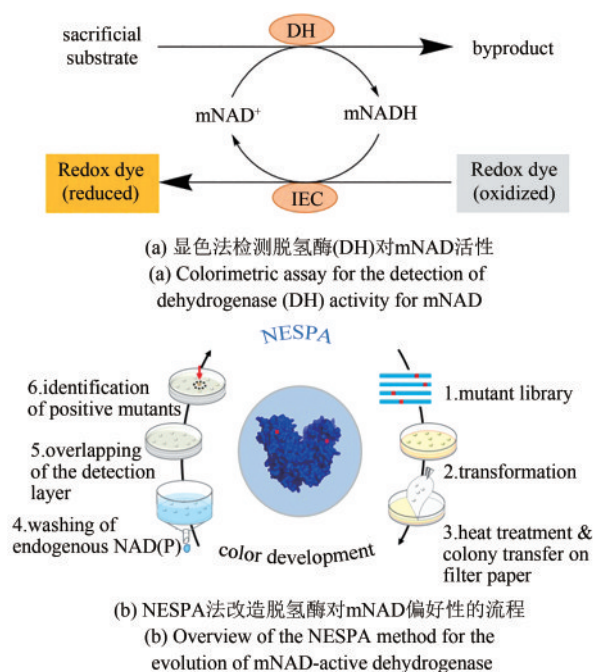 sacrificial
substrate
DH
byproduct
mNAD⁺
mNADH
Redox dye
(reduced)
IEC
Redox dye
(oxidized)
(a) 显色法检测脱氢酶(DH)对mNAD活性
(a) Colorimetric assay for the detection of
dehydrogenase (DH) activity for mNAD
NESPA
1.mutant library
2.transformation
3.heat treatment &
colony transfer on
filter paper
4.washing of
endogenous NAD(P)
5.overlapping
of the detection
layer
6.identification
of positive mutants
color development
(b) NESPA法改造脱氢酶对mNAD偏好性的流程
(b) Overview of the NESPA method for the
evolution of mNAD-active dehydrogenase